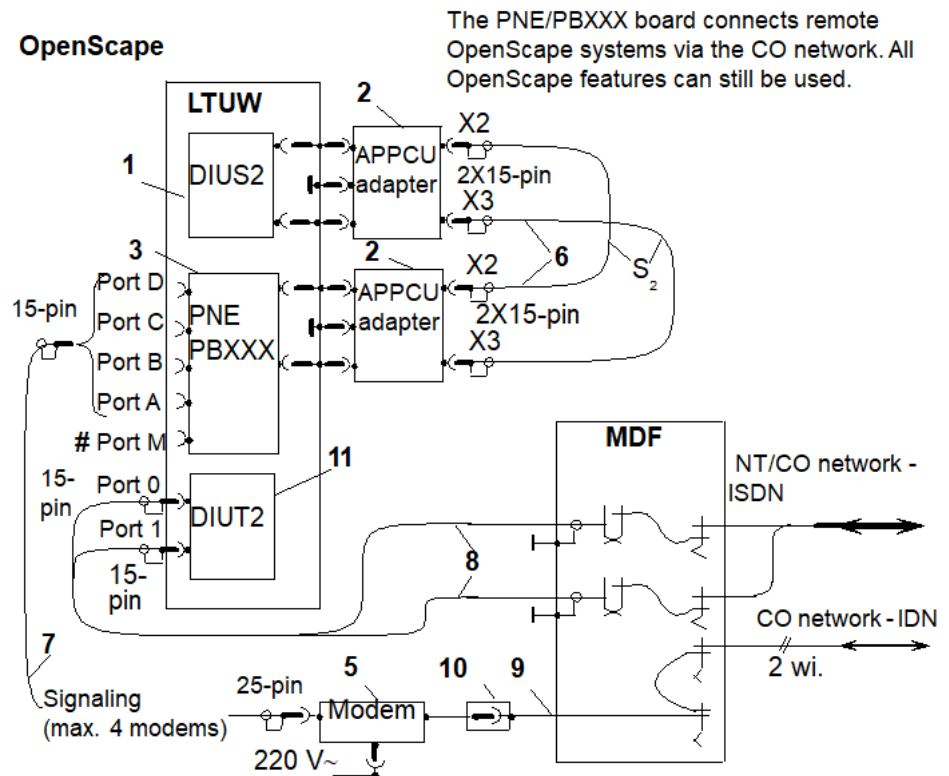 The PNE/PBXXX board connects remote
OpenScape systems via the CO network. All
OpenScape features can still be used.
OpenScape
LTUW
2
X2
1
DIUS2
APPCU
adapter
2X15-pin
X3
3
2
6
S2
Port D
X2
15-pin
PNE
PBXXX
APPCU
adapter
2X15-pin
Port C
X3
Port B
Port A
# Port M
MDF
11
NT/CO network -
ISDN
15-
pin
Port 0
DIUT2
Port 1
8
15-
pin
CO network - IDN
2 wi.
7
5
10
9
Signaling
(max. 4 modems)
25-pin
Modem
220 V~